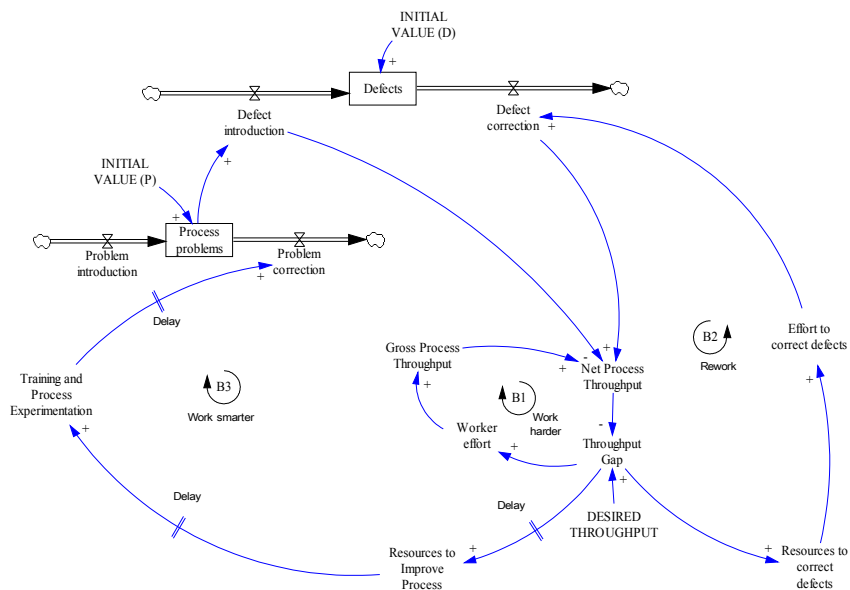 INITIAL
VALUE (D)
+
Defects
Defect
introduction
Defect
correction
+
+
INITIAL
VALUE (P)
+
Process
problems
Problem
introduction
Problem
correction
+
Delay
B2
Rework
Effort to
correct defects
+
Gross Process
Throughput
+
-
+
+
Net Process
Throughput
Training and
Process
Experimentation
+
B3
Work smarter
B1
Work
harder
Worker
effort
+
-
Throughput
Gap
+
Delay
Delay
DESIRED
THROUGHPUT
+
Resources to
Improve
Process
+
Resources to
correct
defects